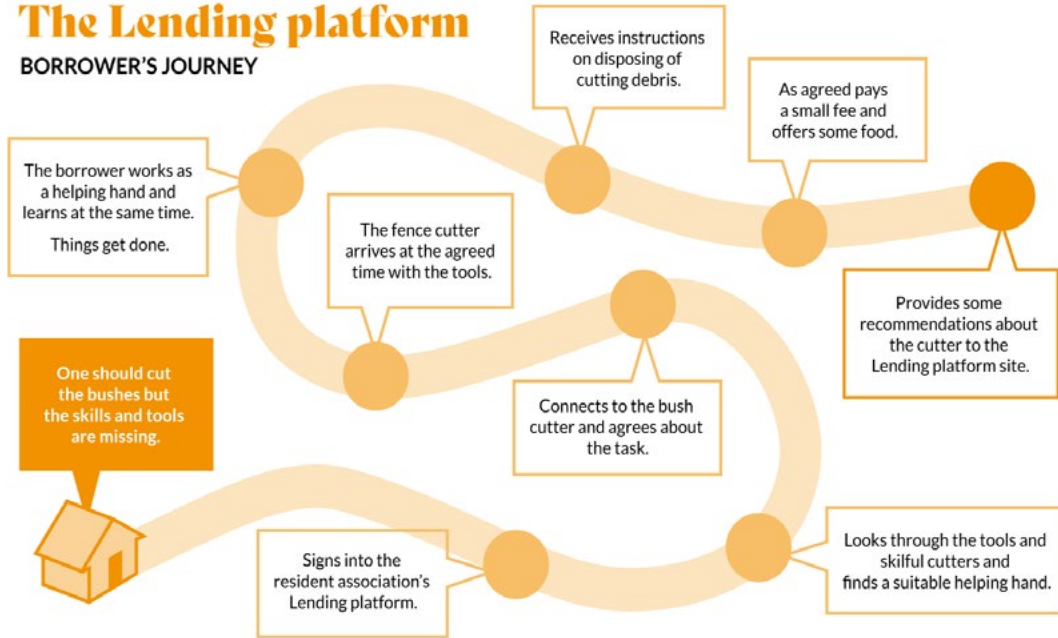 The Lending platform
BORROWER'S JOURNEY
One should cut
the bushes but
the skills and tools
are missing.
Signs into the
resident association's
Lending platform.
Looks through the tools and
skilful cutters and
finds a suitable helping hand.
Connects to the bush
cutter and agrees about
the task.
The fence cutter
arrives at the agreed
time with the tools.
The borrower works as
a helping hand and
learns at the same time.
Things get done.
Receives instructions
on disposing of
cutting debris.
As agreed pays
a small fee and
offers some food.
Provides some
recommendations about
the cutter to the
Lending platform site.